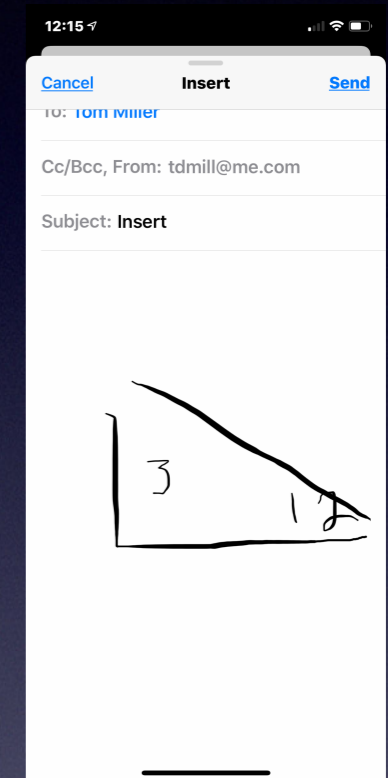 12:15
Cancel Insert Send
To: Tom Miller
Cc/Bcc, From: tdmill@me.com
Subject: Insert
3
12